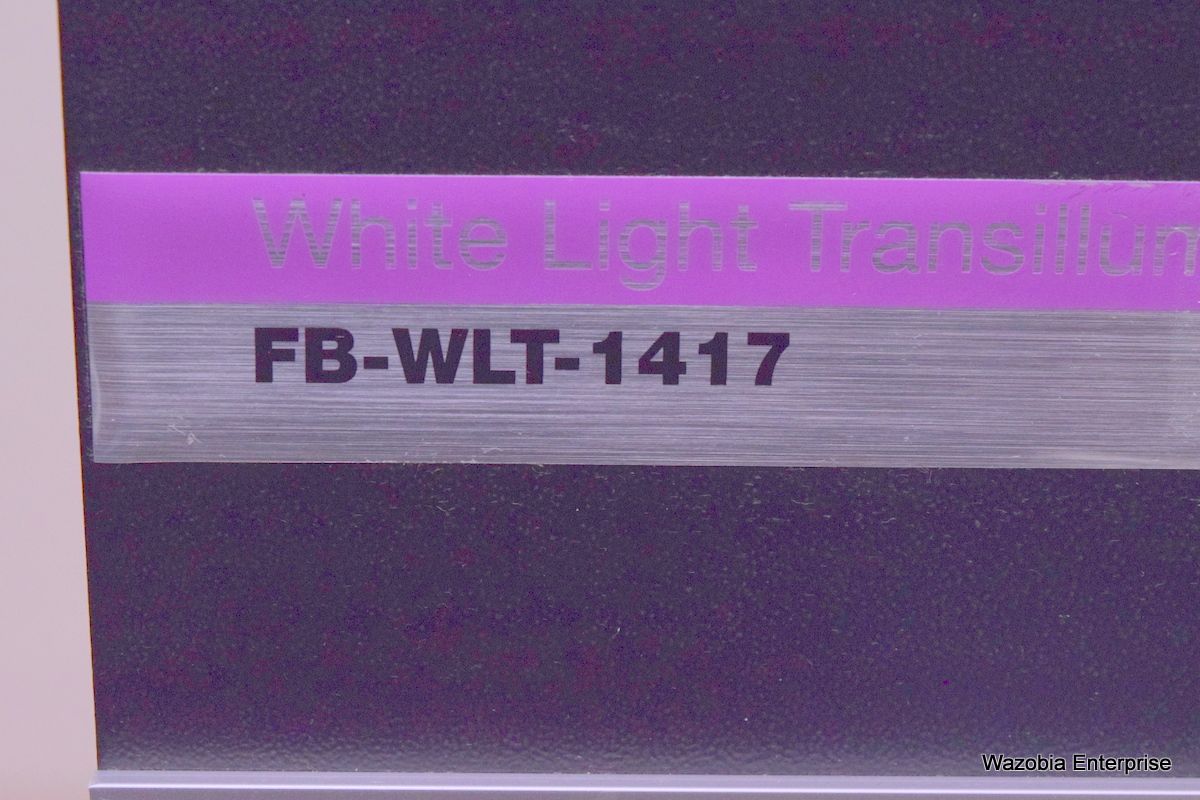 White Light Transillum
FB-WLT-1417
Wazobia Enterprise